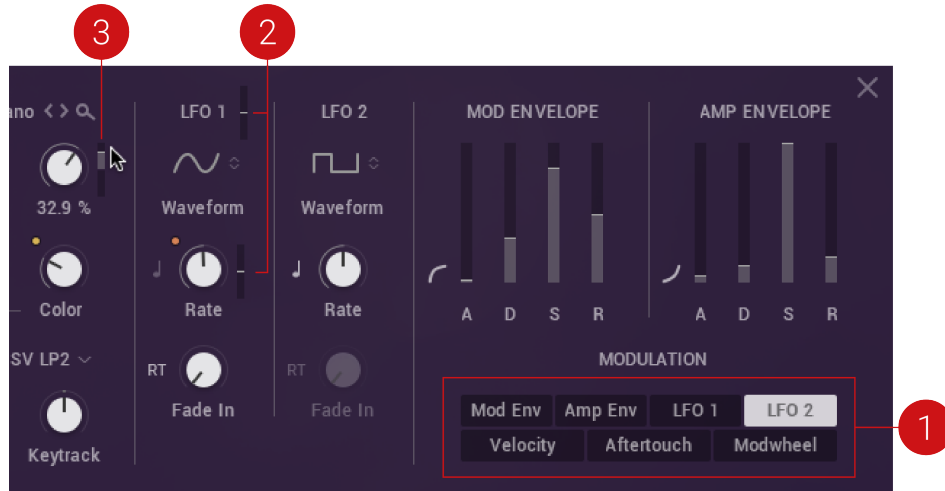 3
2
ano
LFO 1
LFO 2
MOD ENVELOPE
AMP ENVELOPE
32.9 %
Waveform
Waveform
Color
Rate
Rate
A D S R
A D S R
SV LP2
RT
RT
MODULATION
Fade In
Fade In
Mod Env Amp Env LFO 1 LFO 2
1
Velocity Aftertouch Modwheel
Keytrack